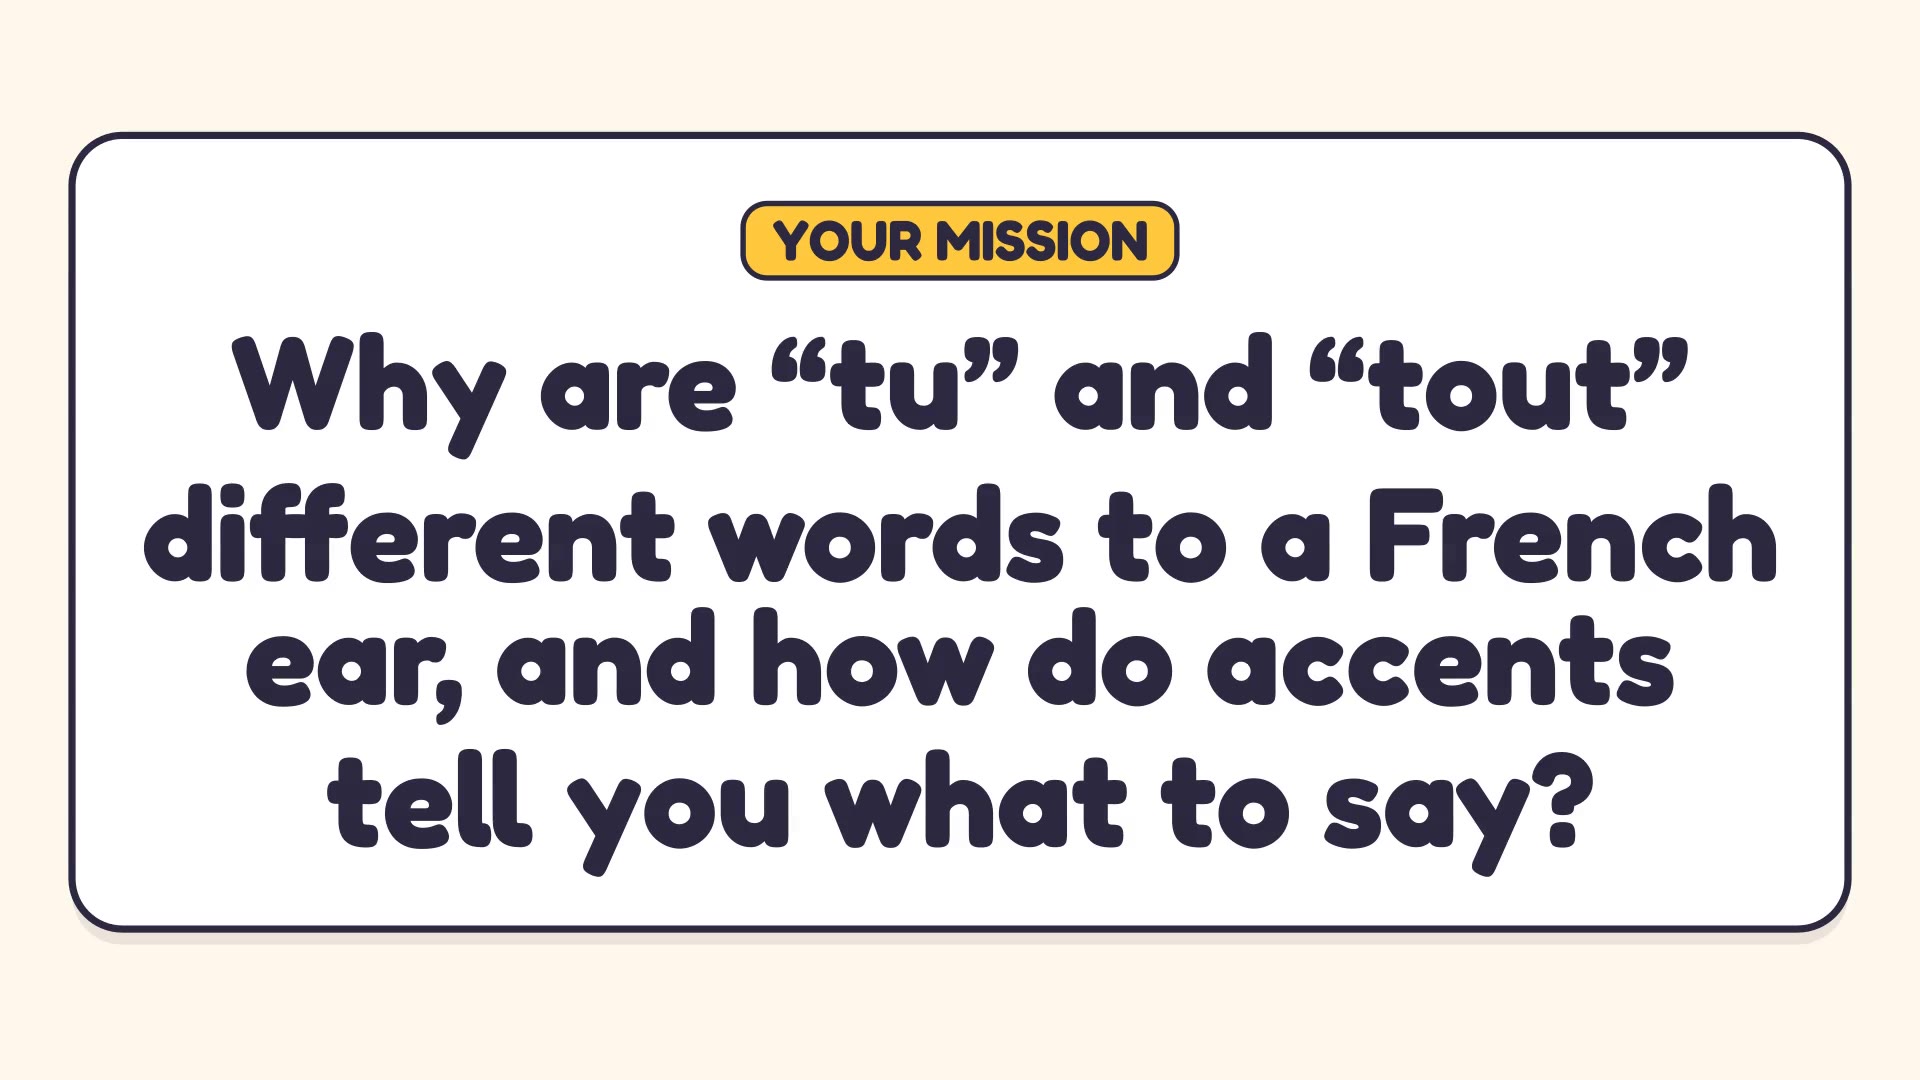 YOUR MISSION
Why are “tu” and “tout”
different words to a French
ear, and how do accents
tell you what to say?